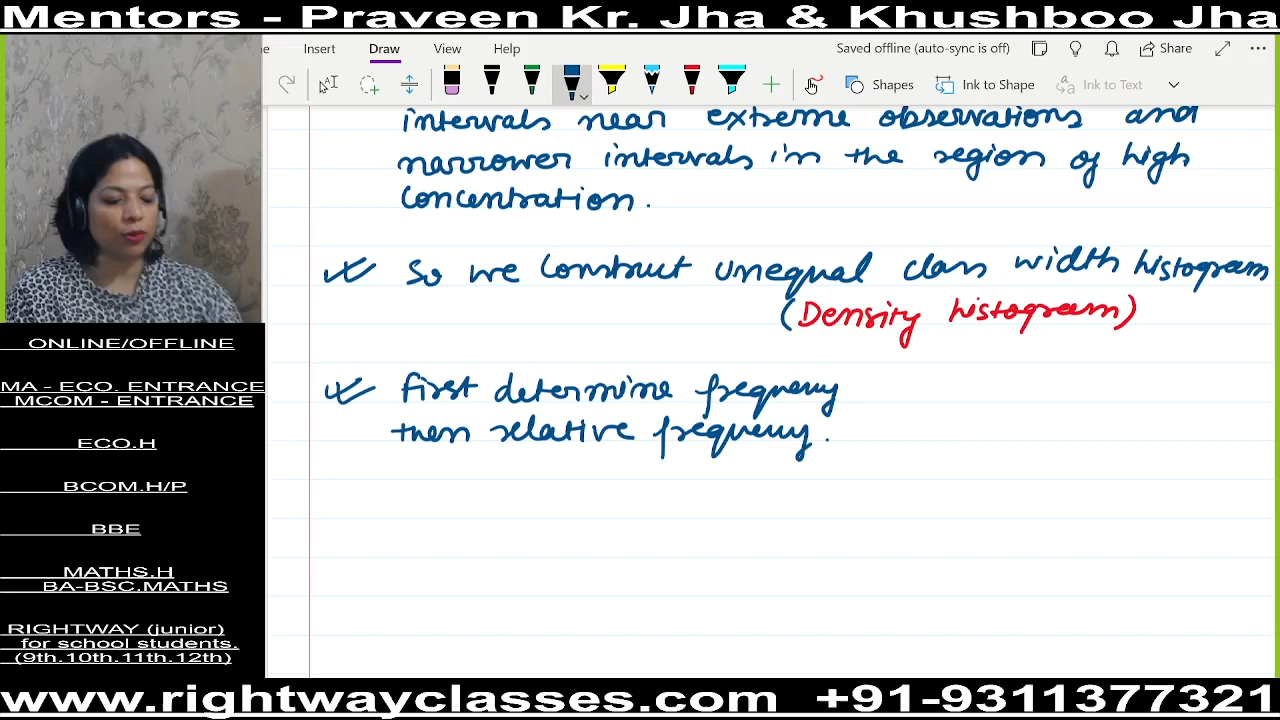 Mentors - Praveen Kr. Jha & Khushboo Jha
Insert Draw View Help Saved offline (auto-sync is off) Share
Shapes Ink to Shape Ink to Text
intervals near extreme observations and
narrower intervals in the region of high
concentration.
So we construct unequal class width histogram
(Density histogram)
first determine frequency
then relative frequency.
ONLINE/OFFLINE
MA - ECO. ENTRANCE
MCOM - ENTRANCE
ECO.H
BCOM.H/P
BBE
MATHS.H
BA-BSC.MATHS
RIGHTWAY (junior)
for school students.
(9th.10th.11th.12th)
www.rightwayclasses.com +91-9311377321